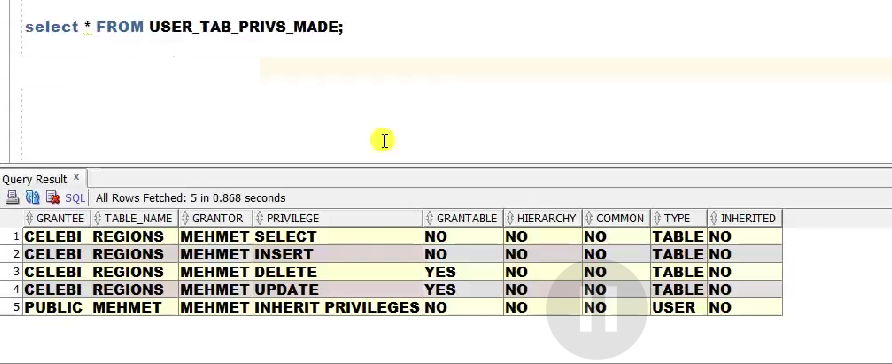 select * FROM USER_TAB_PRIVS_MADE;
Query Result x
SQL All Rows Fetched: 5 in 0.868 seconds
GRANTEE TABLE_NAME GRANTOR PRIVILEGE GRANTABLE HIERARCHY COMMON TYPE INHERITED
1 CELEBI REGIONS MEHMET SELECT NO NO NO TABLE NO
2 CELEBI REGIONS MEHMET INSERT NO NO NO TABLE NO
3 CELEBI REGIONS MEHMET DELETE YES NO NO TABLE NO
4 CELEBI REGIONS MEHMET UPDATE YES NO NO TABLE NO
5 PUBLIC MEHMET MEHMET INHERIT PRIVILEGES NO NO NO USER NO